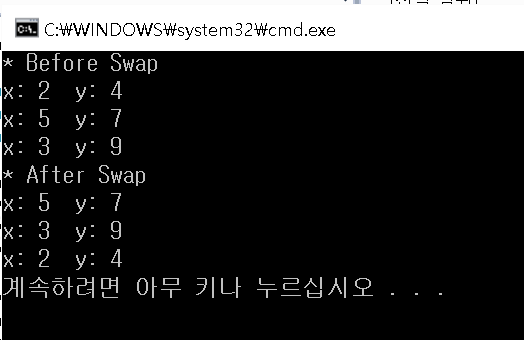 C:₩WINDOWS₩system32₩cmd.exe
* Before Swap
x: 2 y: 4
x: 5 y: 7
x: 3 y: 9
* After Swap
x: 5 y: 7
x: 3 y: 9
x: 2 y: 4
계속하려면 아무 키나 누르십시오 . . .